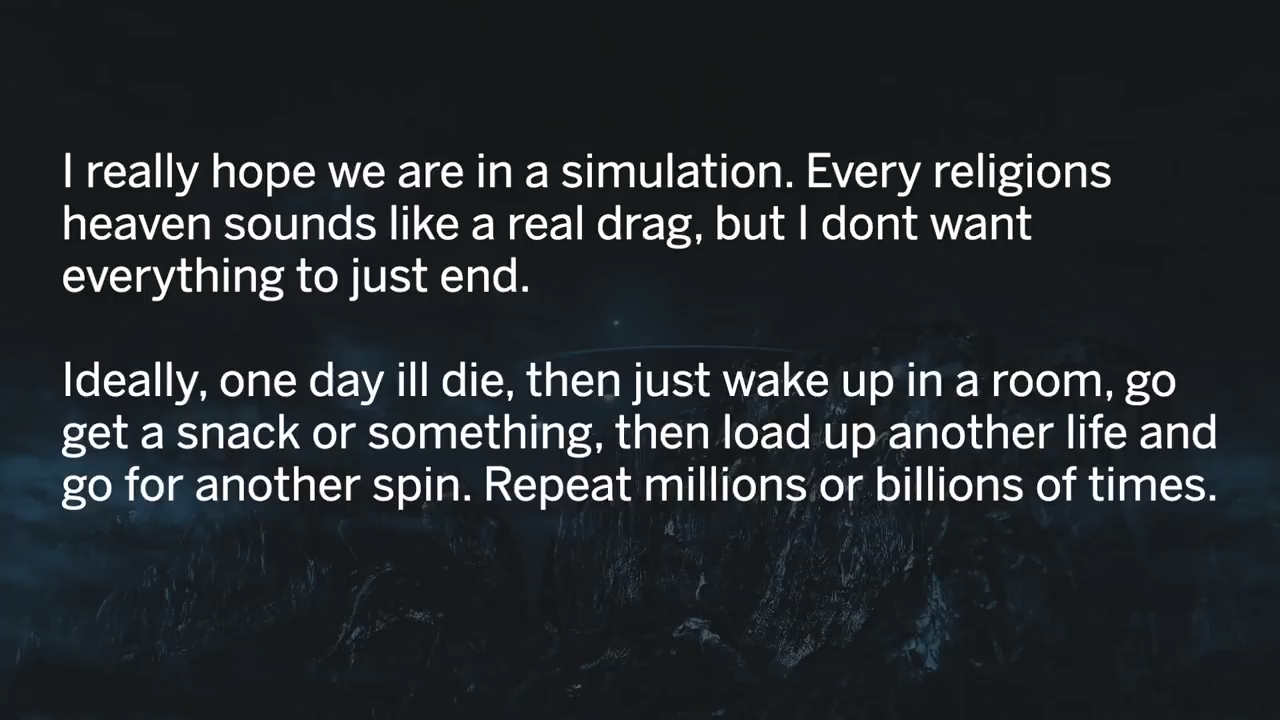 I really hope we are in a simulation. Every religions
heaven sounds like a real drag, but I dont want
everything to just end.
Ideally, one day ill die, then just wake up in a room, go
get a snack or something, then load up another life and
go for another spin. Repeat millions or billions of times.